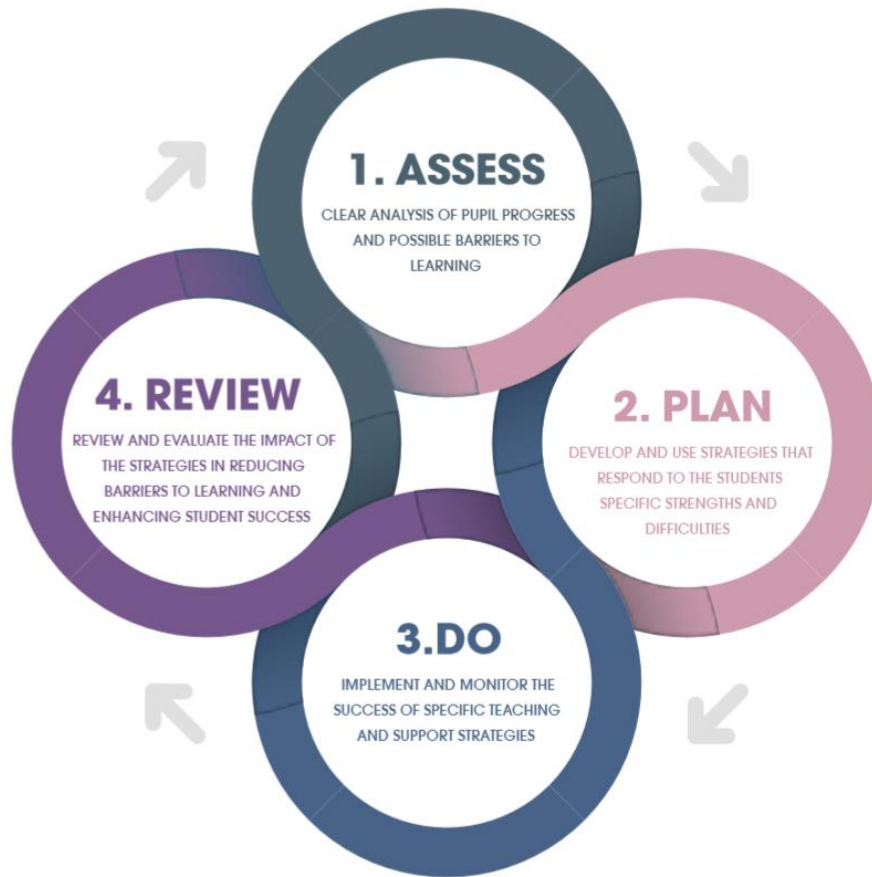 1. ASSESS
CLEAR ANALYSIS OF PUPIL PROGRESS
AND POSSIBLE BARRIERS TO
LEARNING
2. PLAN
DEVELOP AND USE STRATEGIES THAT
RESPOND TO THE STUDENTS
SPECIFIC STRENGTHS AND
DIFFICULTIES
3.DO
IMPLEMENT AND MONITOR THE
SUCCESS OF SPECIFIC TEACHING
AND SUPPORT STRATEGIES
4. REVIEW
REVIEW AND EVALUATE THE IMPACT OF
THE STRATEGIES IN REDUCING
BARRIERS TO LEARNING AND
ENHANCING STUDENT SUCCESS